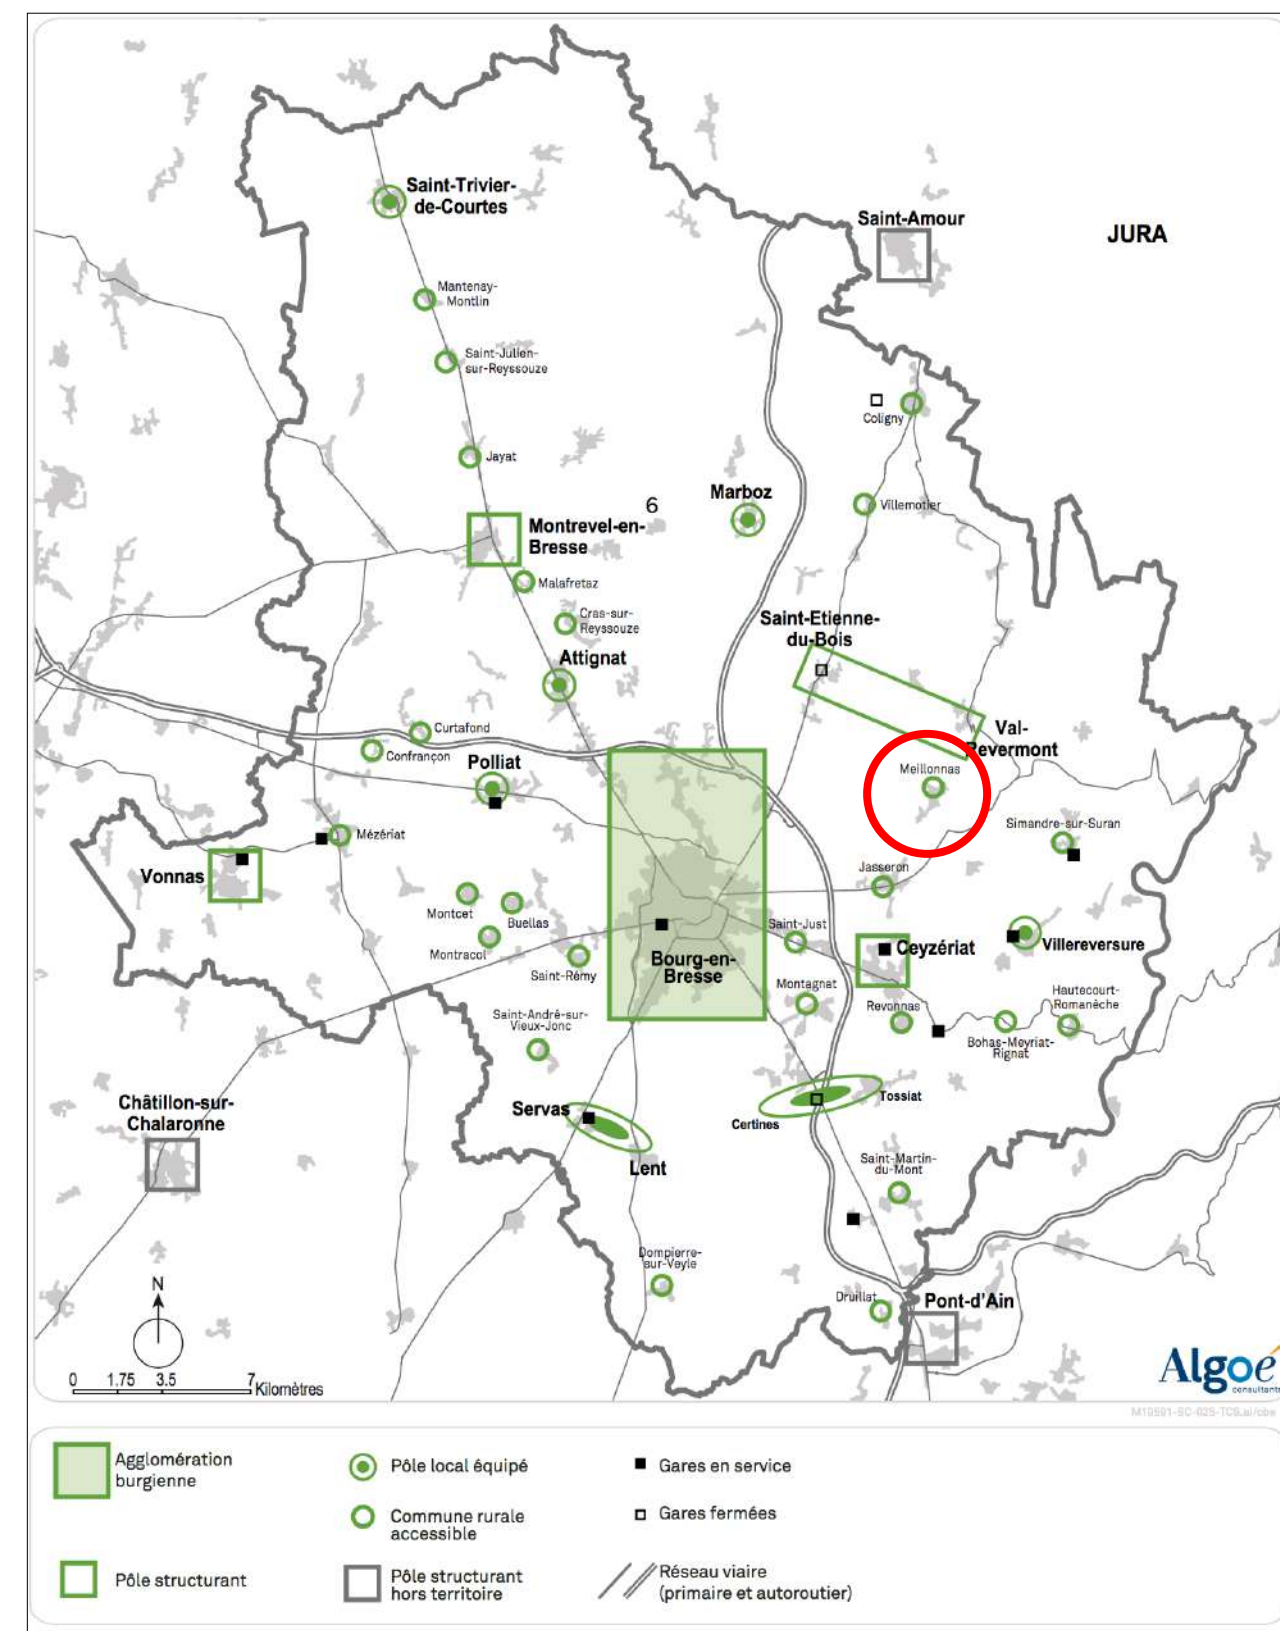 Saint-Trivier-
de-Courtes
Saint-Amour
JURA
Mantenay-
Montlin
Saint-Julien-
sur-Reyssouze
Coligny
Jayat
Marboz
6
Villemotier
Montrevel-en-
Bresse
Malafretaz
Cras-sur-
Reyssouze
Saint-Etienne-
du-Bois
Attignat
Val-
Revermont
Curtafond
Confrançon
Polliat
Meillonnas
Simandre-sur-Suran
Mézériat
Vonnas
Jasseron
Montcet
Buellas
Saint-Just
Ceyzériat
Villereversure
Montracol
Saint-Rémy
Bourg-en-
Bresse
Montagnat
Revonnas
Hautecourt-
Romanèche
Saint-André-sur-
Vieux-Jonc
Bohas-Meyriat-
Rignat
Châtillon-sur-
Chalaronne
Servas
Certines
Tossiat
Lent
Saint-Martin-
du-Mont
Dompierre-
sur-Veyle
Druillat
Pont-d'Ain
N
0 1.75 3.5 7
Kilomètres
Algoé
consultants
Agglomération
burgienne
Pôle local équipé
Gares en service
Commune rurale
accessible
Gares fermées
Pôle structurant
Pôle structurant
hors territoire
Réseau viaire
(primaire et autoroutier)